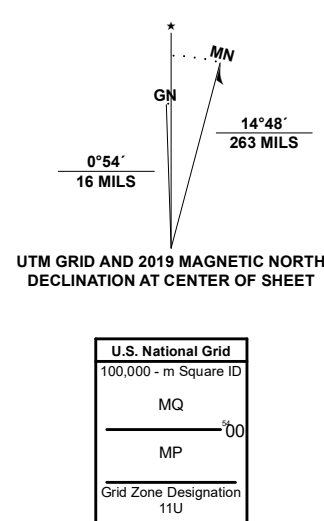 ★
MN
GN
14°48´
263 MILS
0°54´
16 MILS
UTM GRID AND 2019 MAGNETIC NORTH
DECLINATION AT CENTER OF SHEET
U.S. National Grid
100,000 - m Square ID
MQ
5400
MP
Grid Zone Designation
11U